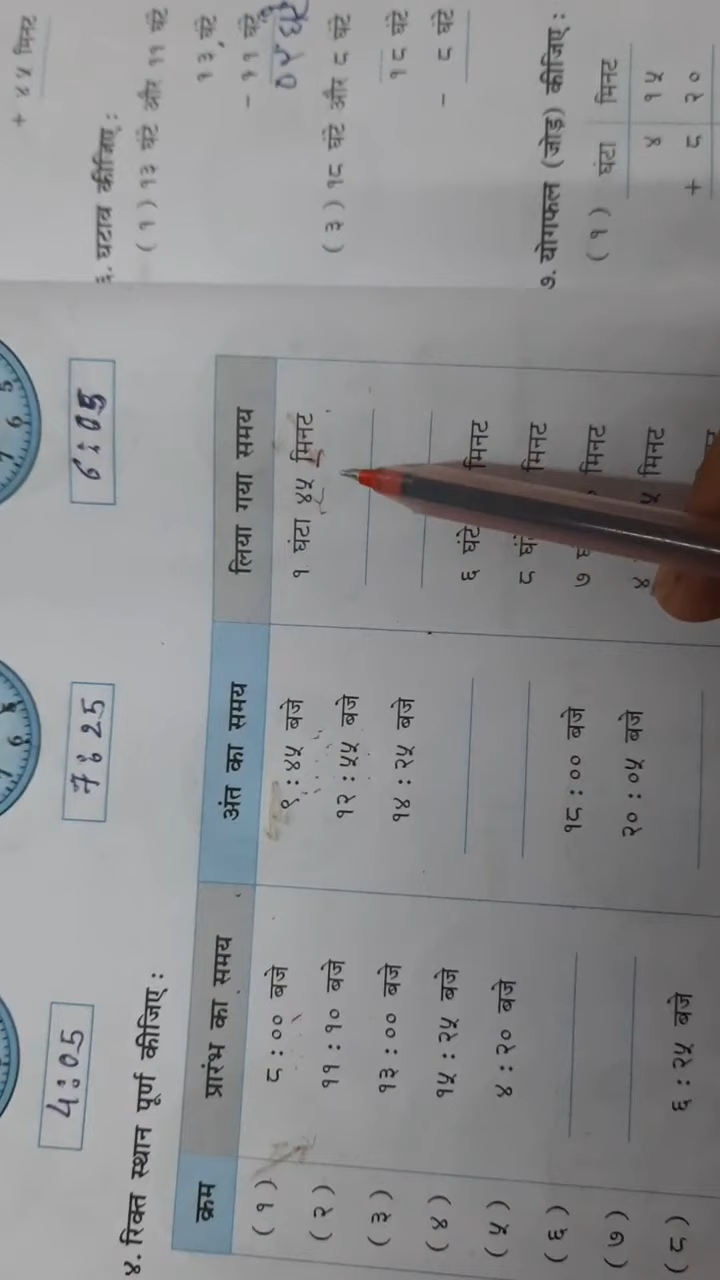 4:05
7:25
६:०५
४. रिक्त स्थान पूर्ण कीजिए :
क्रम प्रारंभ का समय अंत का समय लिया गया समय
(१) ८ : ०० बजे ९ : ४५ बजे १ घंटा ४५ मिनट
(२) ११ : १० बजे १२ : ५५ बजे
(३) १३ : ०० बजे १४ : २५ बजे
(४) १५ : २५ बजे ६ घंटे मिनट
(५) ४ : २० बजे ८ मिनट
(६) १८ : ०० बजे ७ मिनट
(७) २० : ०५ बजे ४ मिनट
(८) ६ : २५ बजे
मिनट
६. घटाव कीजिए :
(१) १३ घंटे और ११ घंटे
१३ घंटे
- ११ घंटे
(३) १८ घंटे और ८ घंटे
१८ घंटे
- ८ घंटे
७. योगफल (जोड़) कीजिए :
(१) घंटा मिनट
४ १५
+ ८ २०